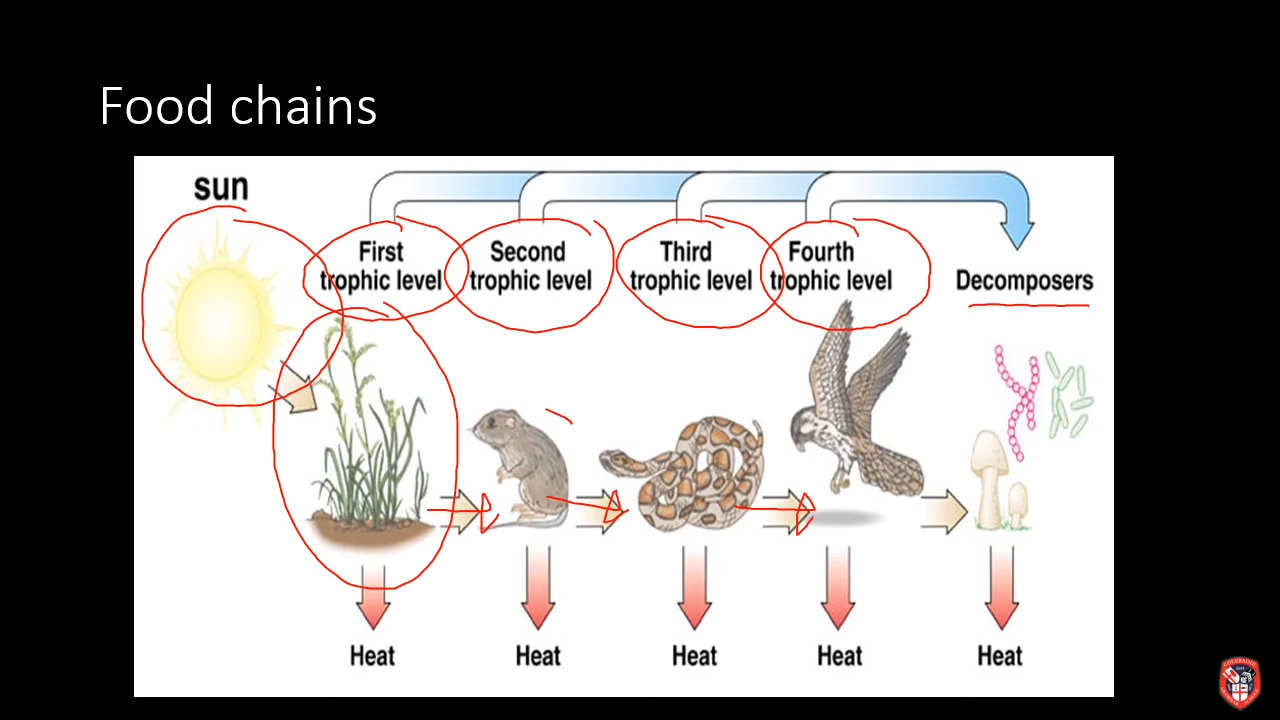 Food chains
sun
First
trophic level
Second
trophic level
Third
trophic level
Fourth
trophic level
Decomposers
Heat
Heat
Heat
Heat
Heat